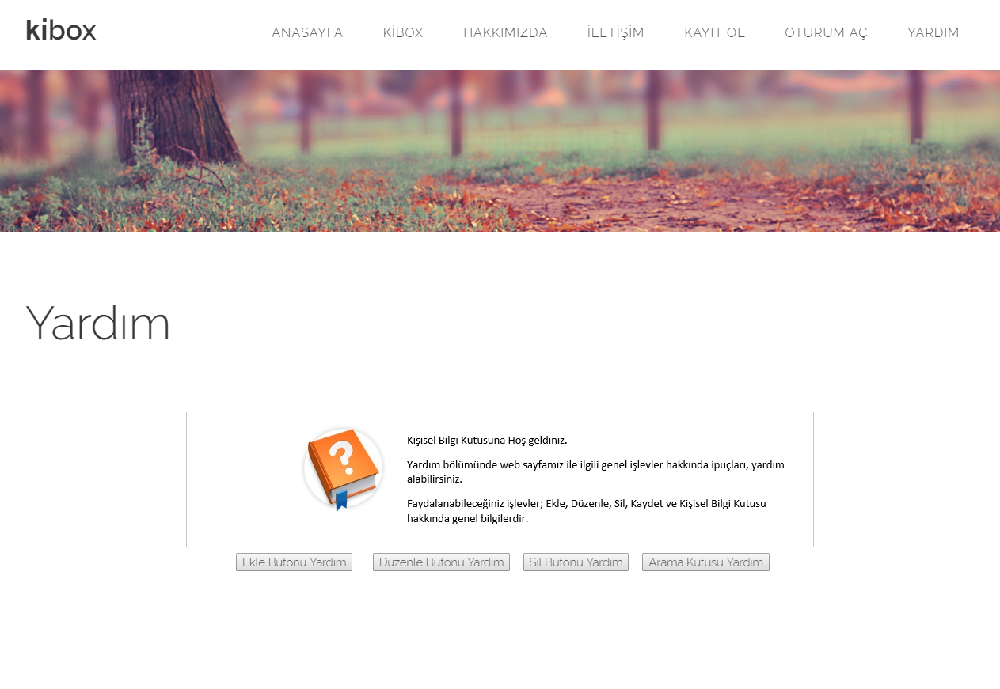 kibox
ANASAYFA KİBOX HAKKIMIZDA İLETİŞİM KAYIT OL OTURUM AÇ YARDIM
Yardım
?
Kişisel Bilgi Kutusuna Hoş geldiniz.
Yardım bölümünde web sayfamız ile ilgili genel işlevler hakkında ipuçları, yardım
alabilirsiniz.
Faydalanabileceğiniz işlevler; Ekle, Düzenle, Sil, Kaydet ve Kişisel Bilgi Kutusu
hakkında genel bilgilerdir.
Ekle Butonu Yardım Düzenle Butonu Yardım Sil Butonu Yardım Arama Kutusu Yardım